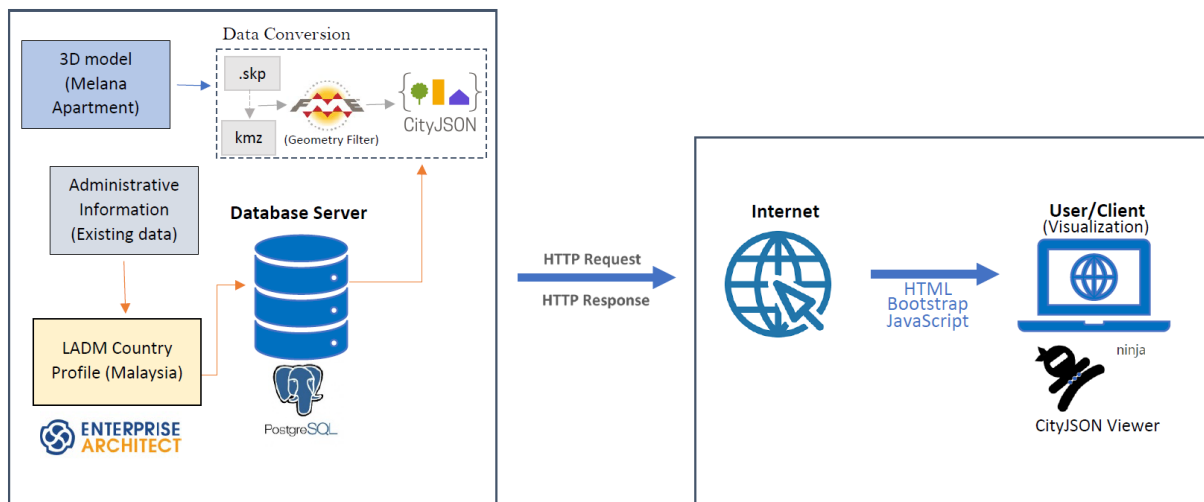 Data Conversion
3D model
(Melana
Apartment)
.skp
kmz
FME
(Geometry Filter)
{ }
CityJSON
Administrative
Information
(Existing data)
Database Server
LADM Country
Profile (Malaysia)
PostgreSQL
ENTERPRISE
ARCHITECT
HTTP Request
HTTP Response
Internet
HTML
Bootstrap
JavaScript
User/Client
(Visualization)
ninja
CityJSON Viewer